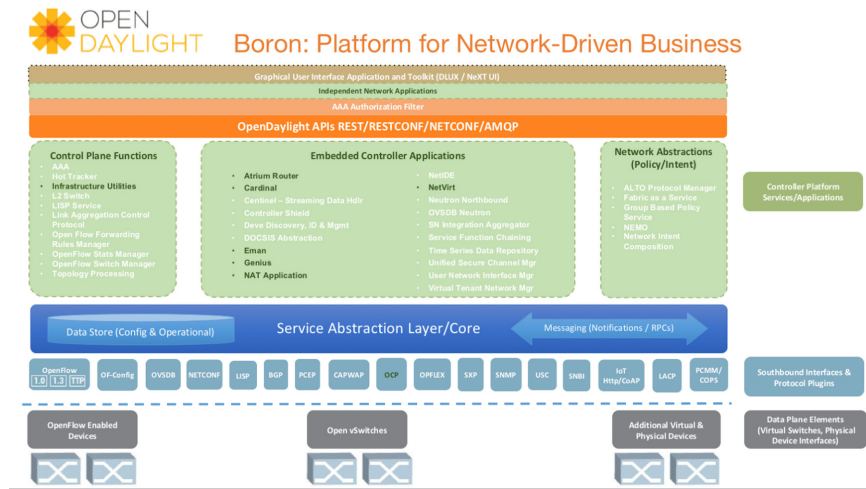 OPEN
DAYLIGHT
Boron: Platform for Network-Driven Business
Graphical User Interface Application and Toolkit (DLUX / NeXT UI)
Independent Network Applications
AAA Authorization Filter
OpenDaylight APIs REST/RESTCONF/NETCONF/AMQP
Control Plane Functions
• AAA
• Hot Tracker
• Infrastructure Utilities
• L2 Switch
• LISP Service
• Link Aggregation Control
Protocol
• Open Flow Forwarding
Rules Manager
• OpenFlow Stats Manager
• OpenFlow Switch Manager
• Topology Processing
Embedded Controller Applications
• Atrium Router
• Cardinal
• Centinel – Streaming Data Hdlr
• Controller Shield
• Deve Discovery, ID & Mgmt
• DOCSIS Abstraction
• Eman
• Genius
• NAT Application
• NetIDE
• NetVirt
• Neutron Northbound
• OVSDB Neutron
• SN Integration Aggregator
• Service Function Chaining
• Time Series Data Repository
• Unified Secure Channel Mgr
• User Network Interface Mgr
• Virtual Tenant Network Mgr
Network Abstractions
(Policy/Intent)
• ALTO Protocol Manager
• Fabric as a Service
• Group Based Policy
Service
• NEMO
• Network Intent
Composition
Controller Platform
Services/Applications
Data Store (Config & Operational)
Service Abstraction Layer/Core
Messaging (Notifications / RPCs)
OpenFlow
1.0 1.3 TTP
OF-Config
OVSDB
NETCONF
LISP
BGP
PCEP
CAPWAP
OCP
OPFLEX
SXP
SNMP
USC
SNBI
IoT
Http/CoAP
LACP
PCMM/
COPS
Southbound Interfaces &
Protocol Plugins
OpenFlow Enabled
Devices
Open vSwitches
Additional Virtual &
Physical Devices
Data Plane Elements
(Virtual Switches, Physical
Device Interfaces)